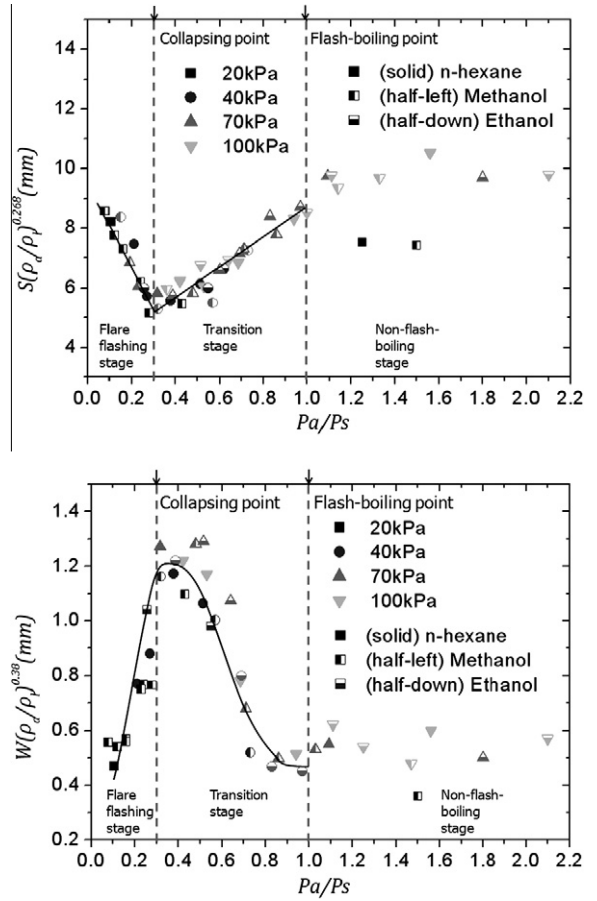 15
14
12
10
8
6
4
3
S(ρa/ρl)^0.268(mm)
Collapsing point
Flash-boiling point
20kPa
40kPa
70kPa
100kPa
(solid) n-hexane
(half-left) Methanol
(half-down) Ethanol
Flare
flashing
stage
Transition
stage
Non-flash-
boiling
stage
0.0 0.2 0.4 0.6 0.8 1.0 1.2 1.4 1.6 1.8 2.0 2.2
Pa/Ps
1.4
1.2
1.0
0.8
0.6
0.4
0.2
W(ρa/ρl)^0.38(mm)
Collapsing point
Flash-boiling point
20kPa
40kPa
70kPa
100kPa
(solid) n-hexane
(half-left) Methanol
(half-down) Ethanol
Flare
flashing
stage
Transition
stage
Non-flash-
boiling
stage
0.0 0.2 0.4 0.6 0.8 1.0 1.2 1.4 1.6 1.8 2.0 2.2
Pa/Ps